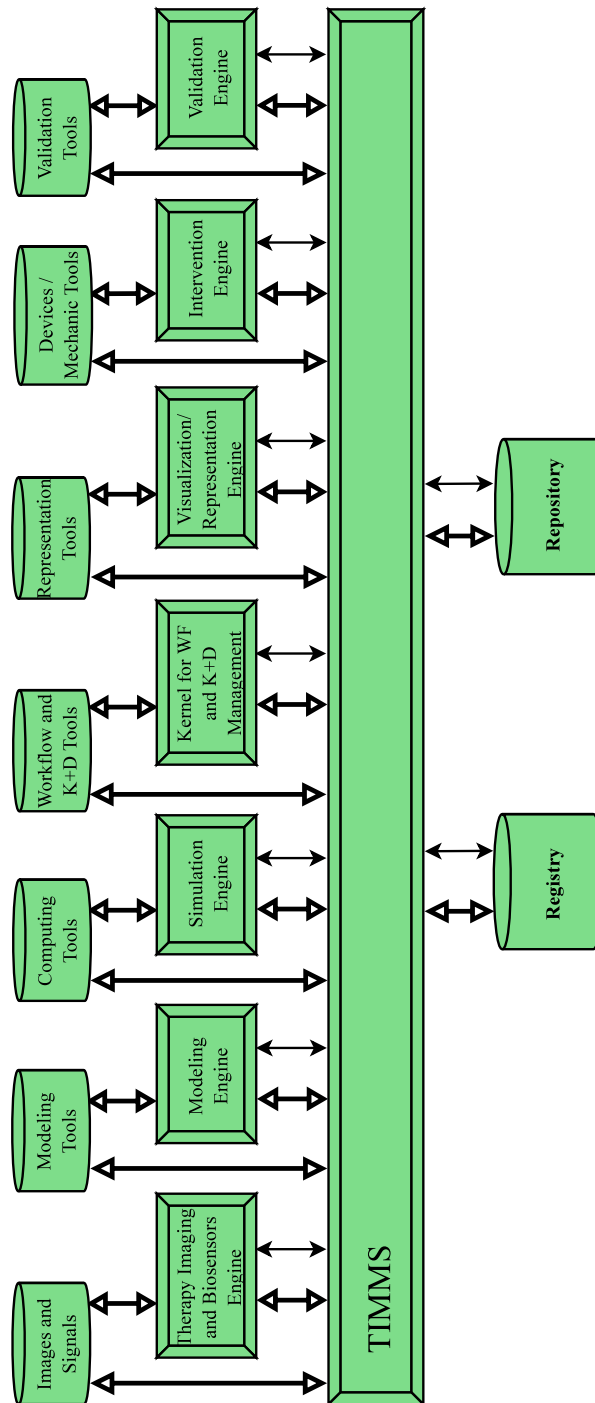 Images and
Signals
Modeling
Tools
Computing
Tools
Workflow and
K+D Tools
Representation
Tools
Devices /
Mechanic Tools
Validation
Tools
Therapy Imaging
and Biosensors
Engine
Modeling
Engine
Simulation
Engine
Kernel for WF
and K+D
Management
Visualization/
Representation
Engine
Intervention
Engine
Validation
Engine
TIMMS
Registry
Repository